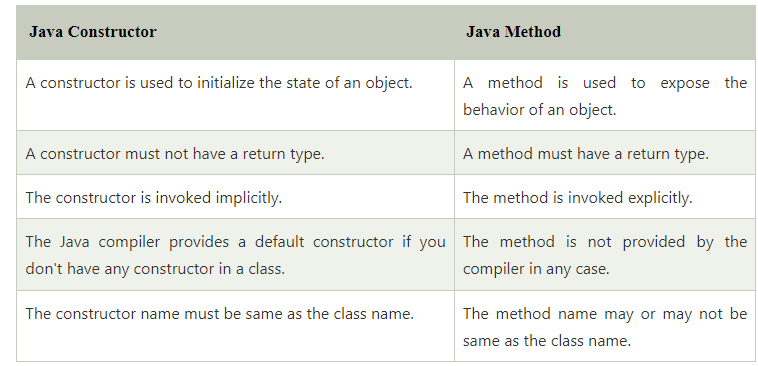 Java Constructor
Java Method
A constructor is used to initialize the state of an object.
A method is used to expose the
behavior of an object.
A constructor must not have a return type.
A method must have a return type.
The constructor is invoked implicitly.
The method is invoked explicitly.
The Java compiler provides a default constructor if you
don't have any constructor in a class.
The method is not provided by the
compiler in any case.
The constructor name must be same as the class name.
The method name may or may not be
same as the class name.